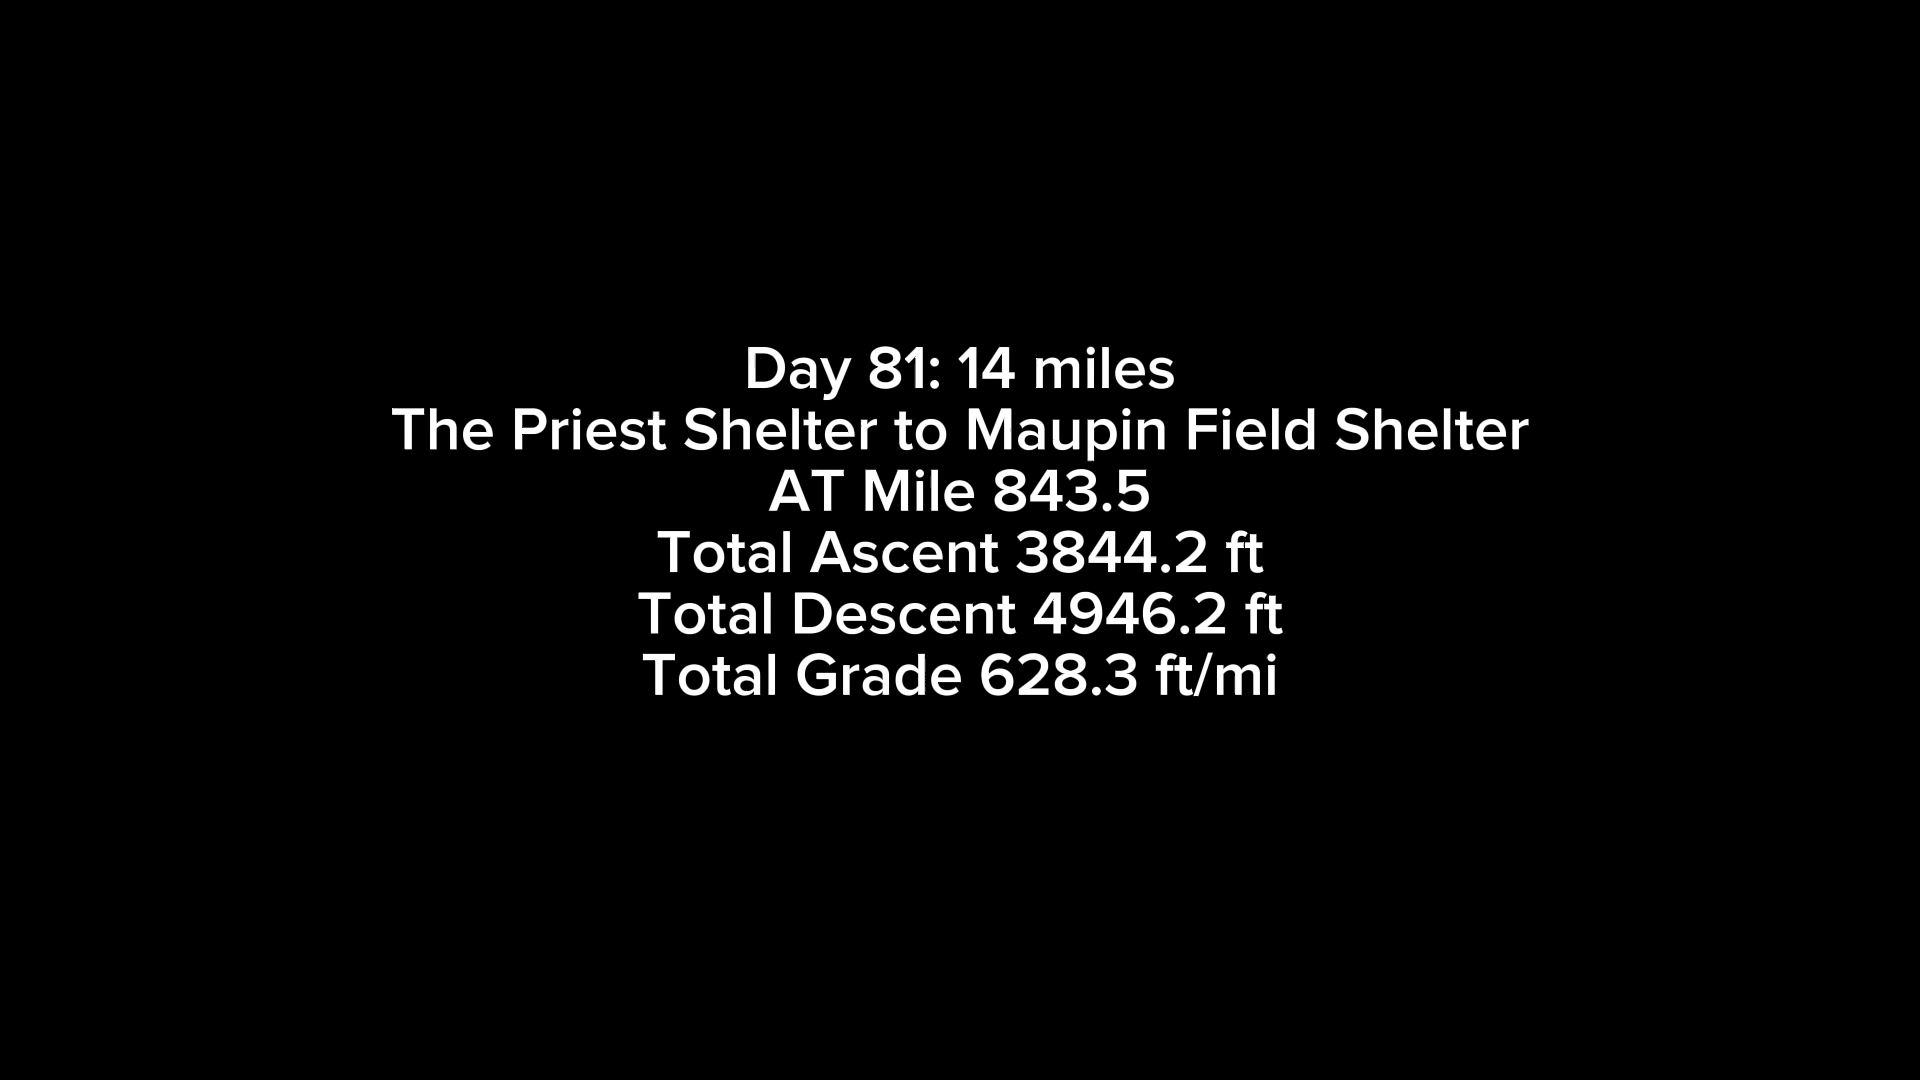 Day 81: 14 miles
The Priest Shelter to Maupin Field Shelter
AT Mile 843.5
Total Ascent 3844.2 ft
Total Descent 4946.2 ft
Total Grade 628.3 ft/mi